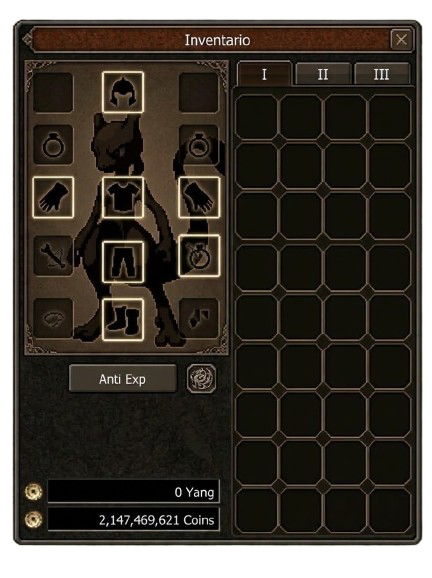 Inventario
I
II
III
Anti Exp
0 Yang
2,147,469,621 Coins